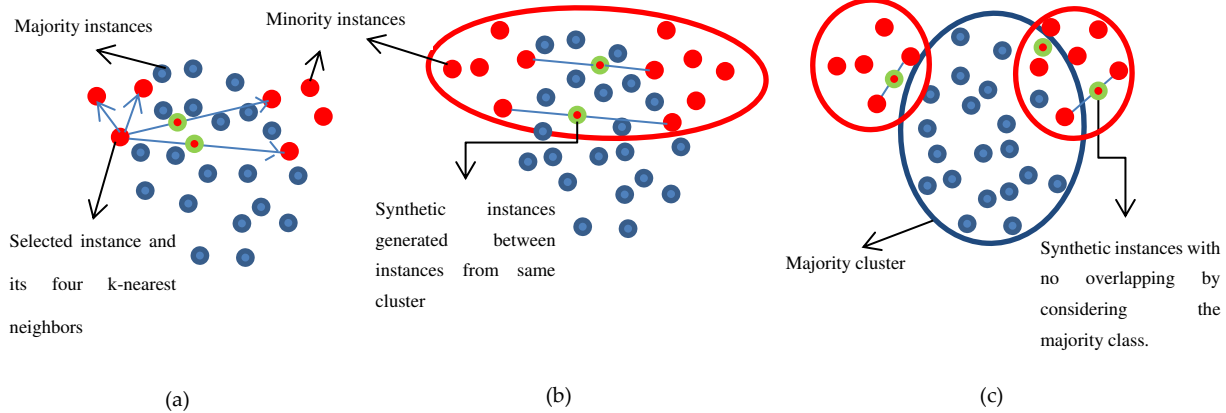 Majority instances
Minority instances
Selected instance and
its four k-nearest
neighbors
(a)
Synthetic instances
generated between
instances from same
cluster
(b)
Majority cluster
Synthetic instances with
no overlapping by
considering the
majority class.
(c)